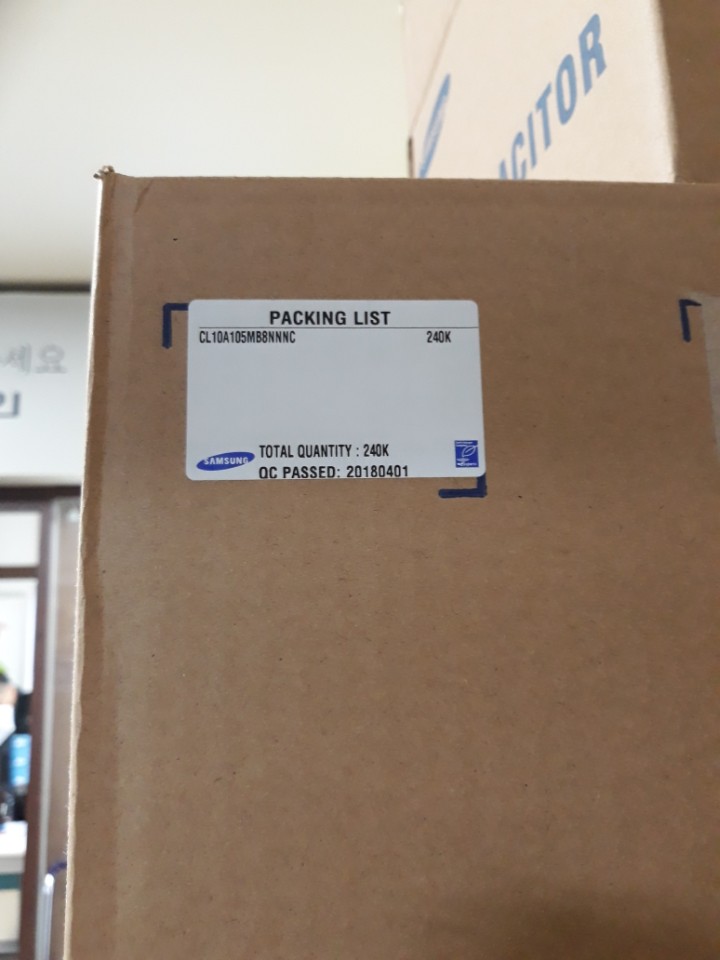 ACITOR
PACKING LIST
CL10A105MB8NNNC 240K
TOTAL QUANTITY : 240K
SAMSUNG
QC PASSED: 20180401
세요